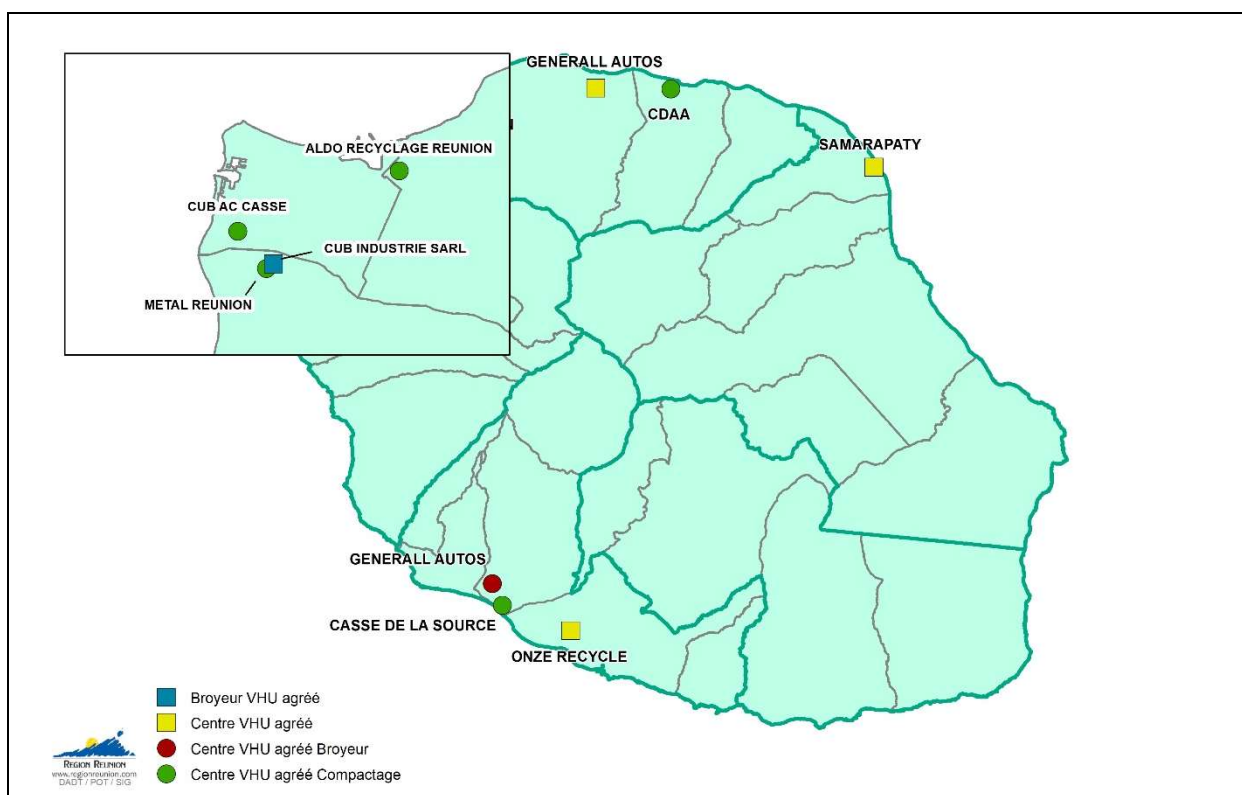 GENERALL AUTOS
CDAA
SAMARAPATY
ALDO RECYCLAGE REUNION
CUB AC CASSE
CUB INDUSTRIE SARL
METAL REUNION
GENERALL AUTOS
CASSE DE LA SOURCE
ONZE RECYCLE
Broyeur VHU agréé
Centre VHU agréé
Centre VHU agréé Broyeur
Centre VHU agréé Compactage
REGION REUNION
www.regionreunion.com
DADT / POT / SIG